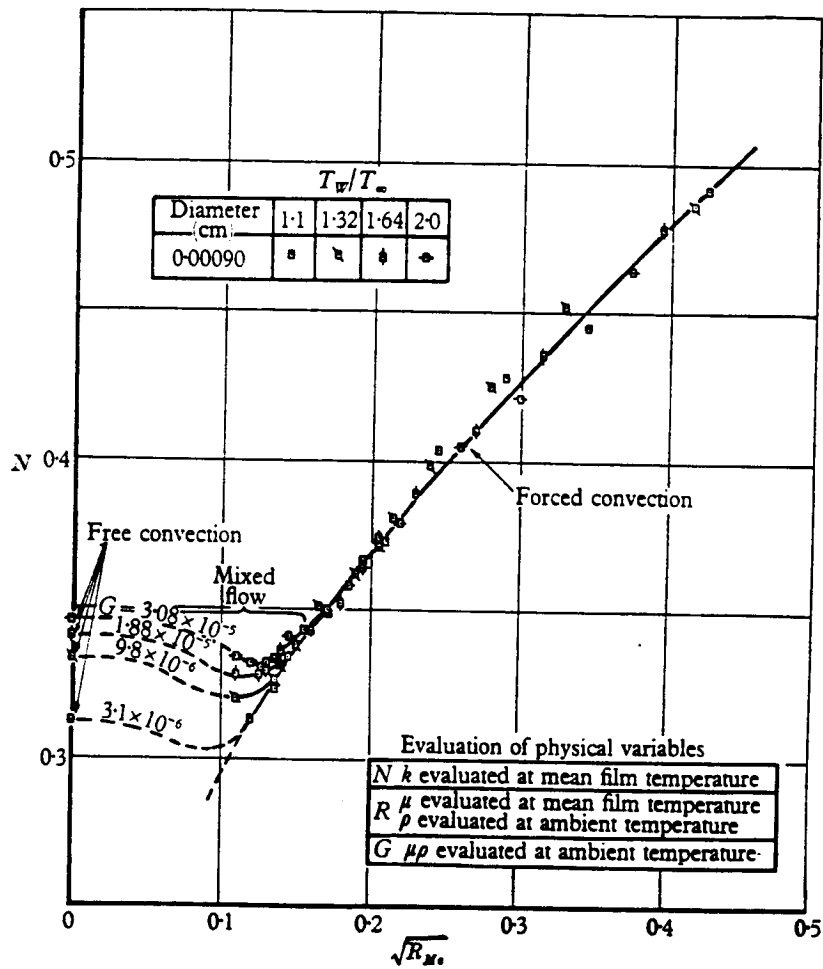 0·5
T_W/T_∞
Diameter (cm) 1·1 1·32 1·64 2·0
0·00090
N 0·4
Forced convection
Free convection
Mixed flow
G = 3·08 × 10⁻⁵
1·88 × 10⁻⁵
9·8 × 10⁻⁶
3·1 × 10⁻⁶
0·3
Evaluation of physical variables
N k evaluated at mean film temperature
R μ evaluated at mean film temperature
ρ evaluated at ambient temperature
G μρ evaluated at ambient temperature
0 0·1 0·2 0·3 0·4 0·5